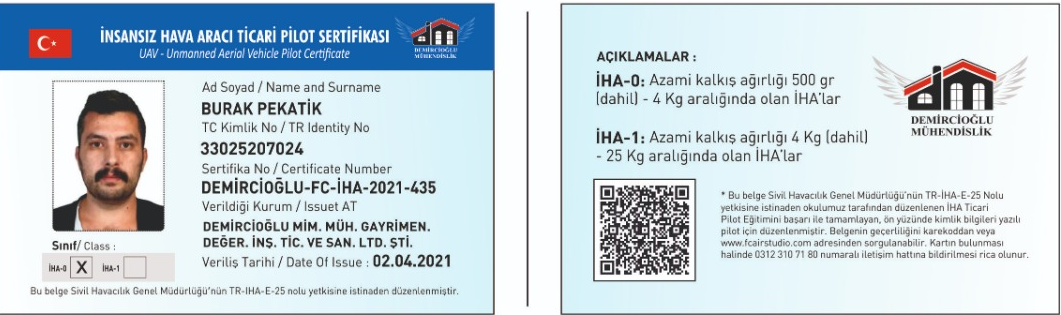 İNSANSIZ HAVA ARACI TİCARİ PİLOT SERTİFİKASI
UAV - Unmanned Aerial Vehicle Pilot Certificate
DEMİRCİOĞLU
MÜHENDİSLİK
Ad Soyad / Name and Surname
BURAK PEKATİK
TC Kimlik No / TR Identity No
33025207024
Sertifika No / Certificate Number
DEMİRCİOĞLU-FC-İHA-2021-435
Verildiği Kurum / Issuet AT
DEMİRCİOĞLU MİM. MÜH. GAYRİMEN.
DEĞER. İNŞ. TİC. VE SAN. LTD. ŞTİ.
Veriliş Tarihi / Date Of Issue : 02.04.2021
Sınıf/ Class :
İHA-0 X İHA-1
Bu belge Sivil Havacılık Genel Müdürlüğü'nün TR-IHA-E-25 nolu yetkisine istinaden düzenlenmiştir.
AÇIKLAMALAR :
İHA-0: Azami kalkış ağırlığı 500 gr
(dahil) - 4 Kg aralığında olan İHA'lar
İHA-1: Azami kalkış ağırlığı 4 Kg (dahil)
- 25 Kg aralığında olan İHA'lar
DEMİRCİOĞLU
MÜHENDİSLİK
* Bu belge Sivil Havacılık Genel Müdürlüğü'nün TR-İHA-E-25 Nolu
yetkisine istinaden okulumuz tarafından düzenlenen İHA Ticari
Pilot Eğitimini başarı ile tamamlayan, ön yüzünde kimlik bilgileri yazılı
pilot için düzenlenmiştir. Belgenin geçerliliğini karekoddan veya
www.fcairstudio.com adresinden sorgulanabilir. Kartın bulunması
halinde 0312 310 71 80 numaralı iletişim hattına bildirilmesi rica olunur.